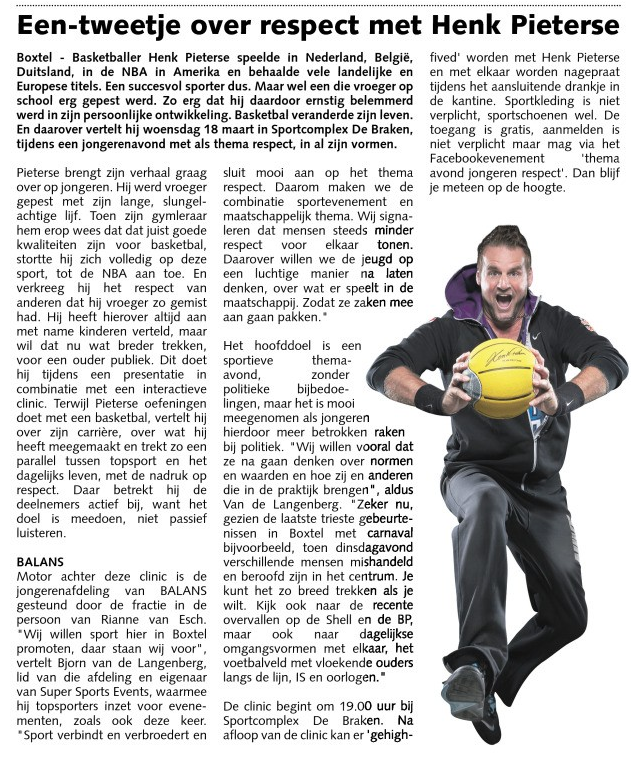 Een-tweetje over respect met Henk Pieterse
Boxtel - Basketballer Henk Pieterse speelde in Nederland, België,
Duitsland, in de NBA in Amerika en behaalde vele landelijke en
Europese titels. Een succesvol sporter dus. Maar wel een die vroeger op
school erg gepest werd. Zo erg dat hij daardoor ernstig belemmerd
werd in zijn persoonlijke ontwikkeling. Basketbal veranderde zijn leven.
En daarover vertelt hij woensdag 18 maart in Sportcomplex De Braken,
tijdens een jongerenavond met als thema respect, in al zijn vormen.
Pieterse brengt zijn verhaal graag
over op jongeren. Hij werd vroeger
gepest met zijn lange, slungel-
achtige lijf. Toen zijn gymleraar
hem erop wees dat dat juist goede
kwaliteiten zijn voor basketbal,
stortte hij zich volledig op deze
sport, tot de NBA aan toe. En
verkreeg hij het respect van
anderen dat hij vroeger zo gemist
had. Hij heeft hierover altijd aan
met name kinderen verteld, maar
wil dat nu wat breder trekken,
voor een ouder publiek. Dit doet
hij tijdens een presentatie in
combinatie met een interactieve
clinic. Terwijl Pieterse oefeningen
doet met een basketbal, vertelt hij
over zijn carrière, over wat hij
heeft meegemaakt en trekt zo een
parallel tussen topsport en het
dagelijks leven, met de nadruk op
respect. Daar betrekt hij de
deelnemers actief bij, want het
doel is meedoen, niet passief
luisteren.
BALANS
Motor achter deze clinic is de
jongerenafdeling van BALANS
gesteund door de fractie in de
persoon van Rianne van Esch.
"Wij willen sport hier in Boxtel
promoten, daar staan wij voor",
vertelt Bjorn van de Langenberg,
lid van die afdeling en eigenaar
van Super Sports Events, waarmee
hij topsporters inzet voor evene-
menten, zoals ook deze keer.
"Sport verbindt en verbroedert en
sluit mooi aan op het thema
respect. Daarom maken we de
combinatie sportevenement en
maatschappelijk thema. Wij signa-
leren dat mensen steeds minder
respect voor elkaar tonen.
Daarover willen we de jeugd op
een luchtige manier na laten
denken, over wat er speelt in de
maatschappij. Zodat ze zaken mee
aan gaan pakken."
Het hoofddoel is een
sportieve thema-
avond, zonder
politieke bijbedoe-
lingen, maar het is mooi
meegenomen als jongeren
hierdoor meer betrokken raken
bij politiek. "Wij willen vooral dat
ze na gaan denken over normen
en waarden en hoe zij en anderen
die in de praktijk brengen", aldus
Van de Langenberg. "Zeker nu,
gezien de laatste trieste gebeurte-
nissen in Boxtel met carnaval
bijvoorbeeld, toen dinsdagavond
verschillende mensen mishandeld
en beroofd zijn in het centrum. Je
kunt het zo breed trekken als je
wilt. Kijk ook naar de recente
overvallen op de Shell en de BP,
maar ook naar dagelijkse
omgangsvormen met elkaar, het
voetbalveld met vloekende ouders
langs de lijn, IS en oorlogen."
De clinic begint om 19.00 uur bij
Sportcomplex De Braken. Na
afloop van de clinic kan er 'gehigh-
fived' worden met Henk Pieterse
en met elkaar worden nagepraat
tijdens het aansluitende drankje in
de kantine. Sportkleding is niet
verplicht, sportschoenen wel. De
toegang is gratis, aanmelden is
niet verplicht maar mag via het
Facebookevenement 'thema
avond jongeren respect'. Dan blijf
je meteen op de hoogte.